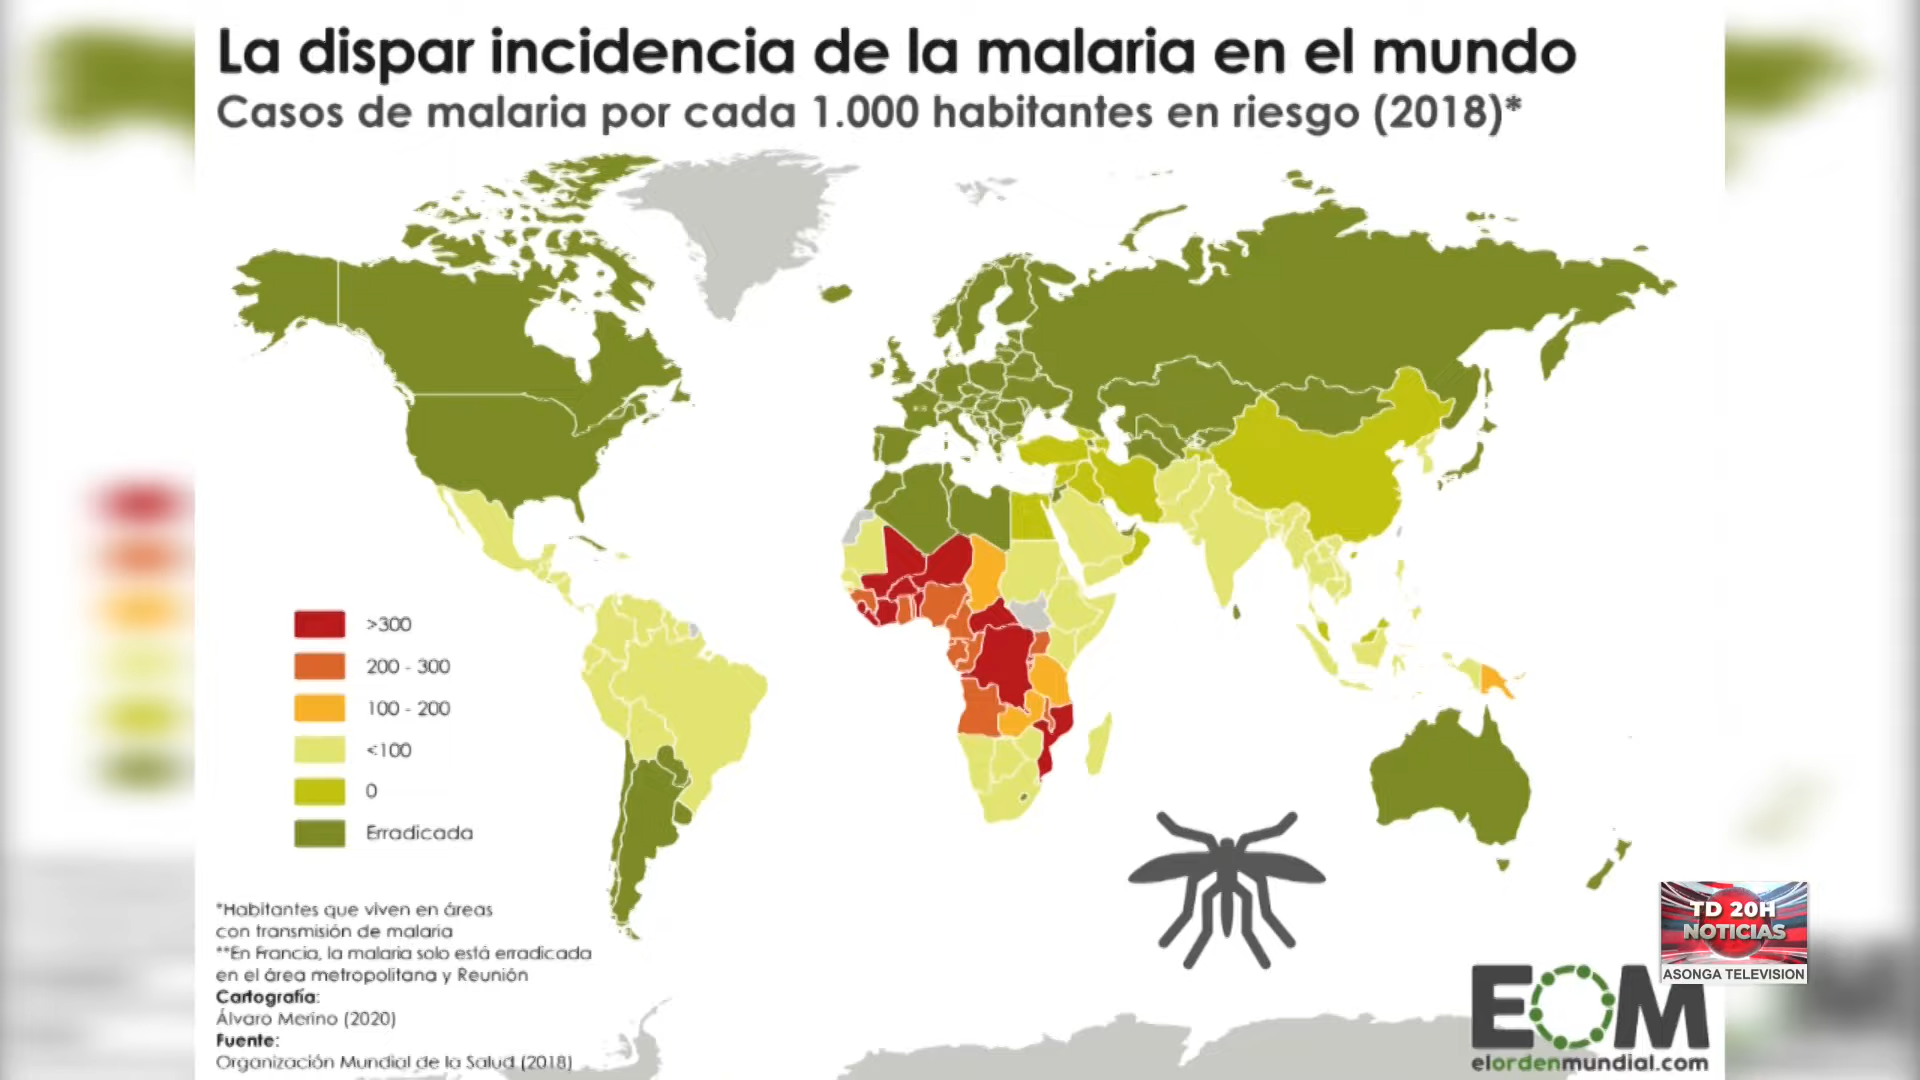 La dispar incidencia de la malaria en el mundo
Casos de malaria por cada 1.000 habitantes en riesgo (2018)*
>300
200 - 300
100 - 200
<100
0
Erradicada
**
*Habitantes que viven en áreas
con transmisión de malaria
**En Francia, la malaria solo está erradicada
en el área metropolitana y Reunión
Cartografía:
Álvaro Merino (2020)
Fuente:
Organización Mundial de la Salud (2018)
TD 20H
NOTICIAS
ASONGA TELEVISION
EOM
elordenmundial.com